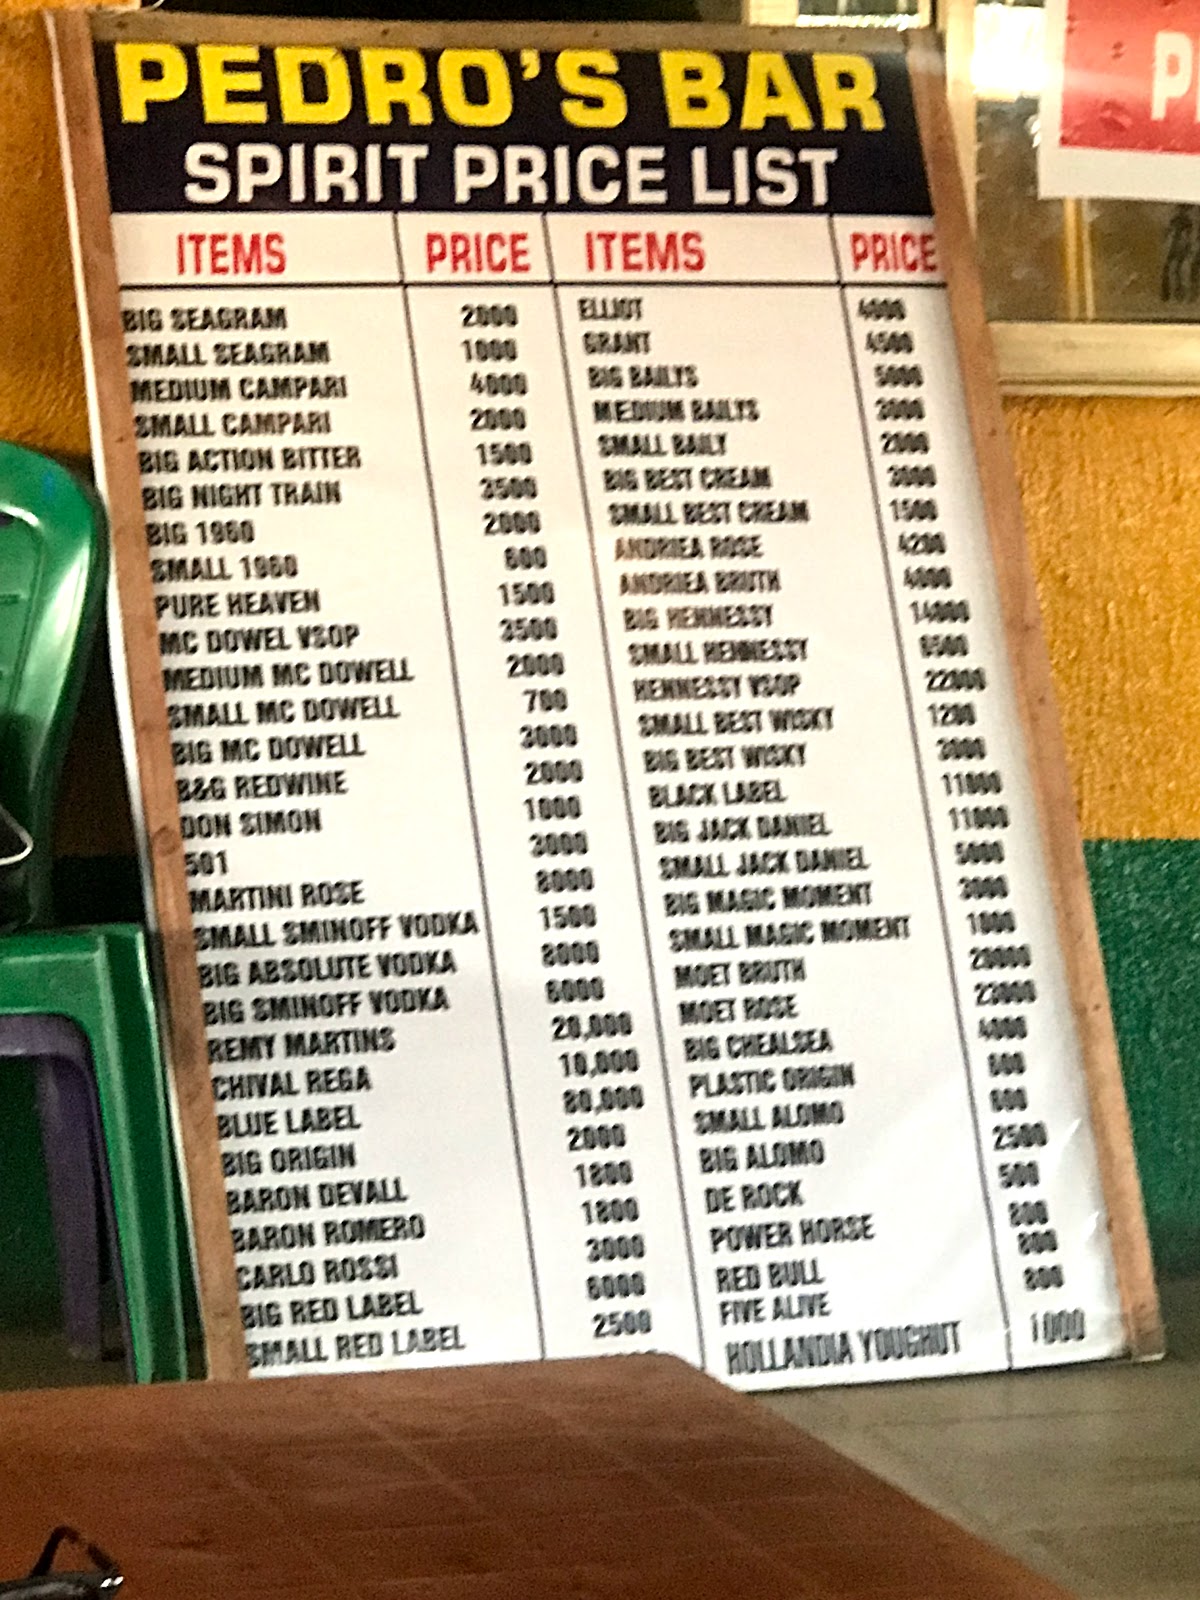 PEDRO'S BAR
SPIRIT PRICE LIST
ITEMS PRICE ITEMS PRICE
BIG SEAGRAM 2000
SMALL SEAGRAM 1000
MEDIUM CAMPARI 4000
SMALL CAMPARI 2000
BIG ACTION BITTER 1500
BIG NIGHT TRAIN 3500
BIG 1960 2000
SMALL 1960 600
PURE HEAVEN 1500
MC DOWEL VSOP 3500
MEDIUM MC DOWELL 2000
SMALL MC DOWELL 700
BIG MC DOWELL 3000
B&G REDWINE 2000
DON SIMON 1000
501 3000
MARTINI ROSE 8000
SMALL SMINOFF VODKA 1500
BIG ABSOLUTE VODKA 8000
BIG SMINOFF VODKA 6000
REMY MARTINS 20,000
CHIVAL REGA 10,000
BLUE LABEL 80,000
BIG ORIGIN 2000
BARON DEVALL 1800
BARON ROMERO 1800
CARLO ROSSI 3000
BIG RED LABEL 6000
SMALL RED LABEL 2500
ELLIOT 4000
GRANT 4500
BIG BAILYS 5000
MEDIUM BAILYS 3000
SMALL BAILY 2000
BIG BEST CREAM 3000
SMALL BEST CREAM 1500
ANDRIEA ROSE 4200
ANDRIEA BRUTH 4000
BIG HENNESSY 14000
SMALL HENNESSY
HENNESSY VSOP 22000
SMALL BEST WISKY 1200
BIG BEST WISKY 3000
BLACK LABEL 11000
BIG JACK DANIEL 11000
SMALL JACK DANIEL 5000
BIG MAGIC MOMENT 3000
SMALL MAGIC MOMENT 1000
MOET BRUTH 20000
MOET ROSE 23000
BIG CHEALSEA 4000
PLASTIC ORIGIN 600
SMALL ALOMO 600
BIG ALOMO 2500
DE ROCK 500
POWER HORSE 800
RED BULL 800
FIVE ALIVE 800
HOLLANDIA YOUGHUT 1000